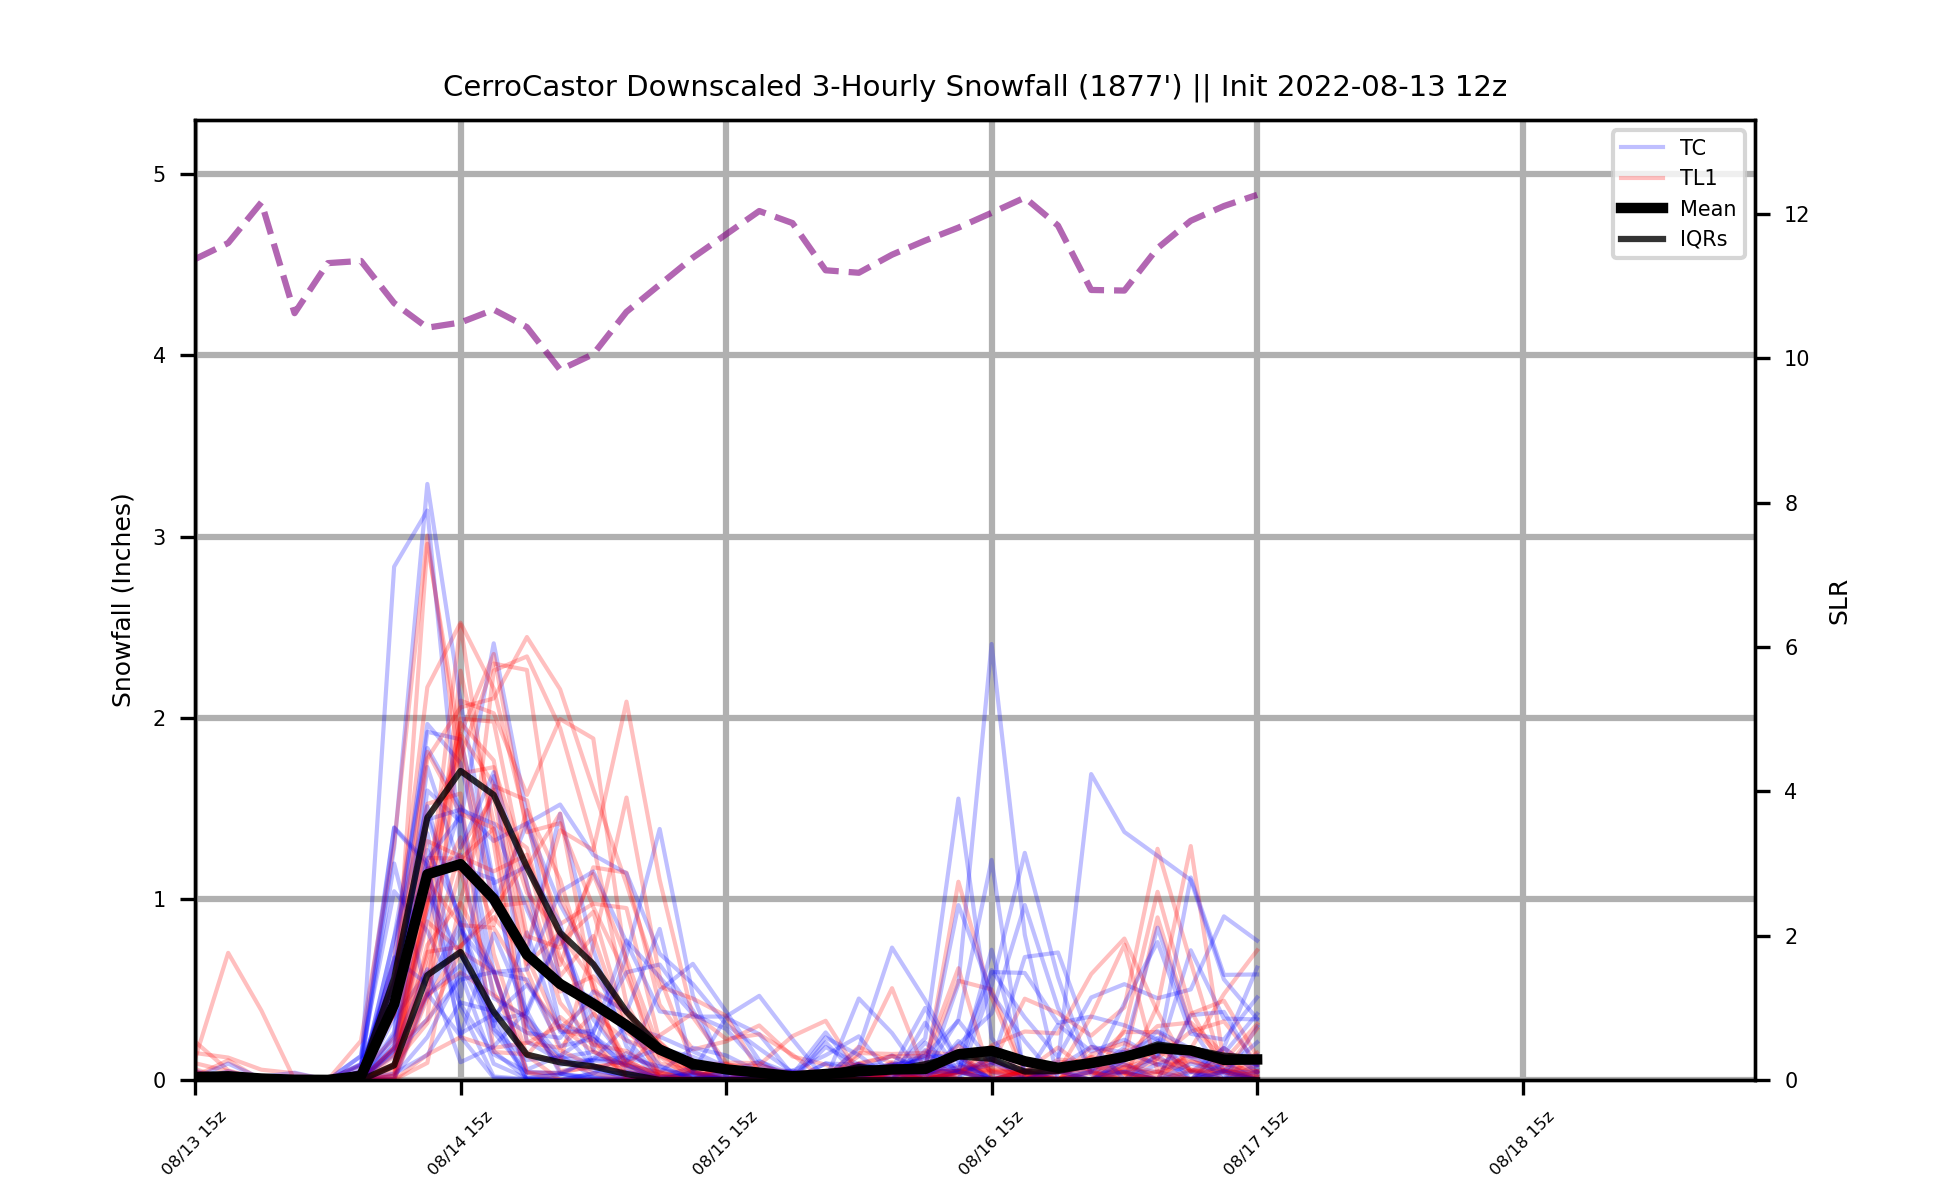 CerroCastor Downscaled 3-Hourly Snowfall (1877') || Init 2022-08-13 12z
TC
TL1
Mean
IQRs
Snowfall (Inches)
5
4
3
2
1
0
SLR
12
10
8
6
4
2
0
08/13 15z
08/14 15z
08/15 15z
08/16 15z
08/17 15z
08/18 15z